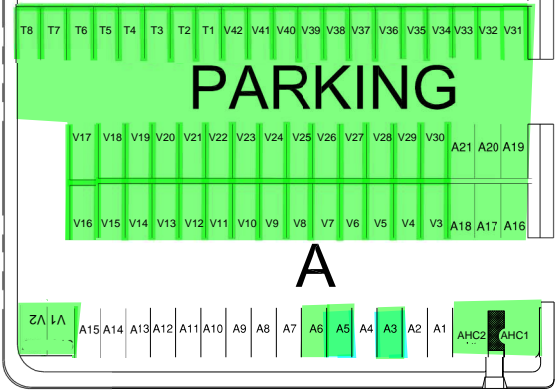 T8 T7 T6 T5 T4 T3 T2 T1 V42 V41 V40 V39 V38 V37 V36 V35 V34 V33 V32 V31
PARKING
V17 V18 V19 V20 V21 V22 V23 V24 V25 V26 V27 V28 V29 V30 A21 A20 A19
V16 V15 V14 V13 V12 V11 V10 V9 V8 V7 V6 V5 V4 V3 A18 A17 A16
A
V2 V1 A15 A14 A13 A12 A11 A10 A9 A8 A7 A6 A5 A4 A3 A2 A1 AHC2 AHC1